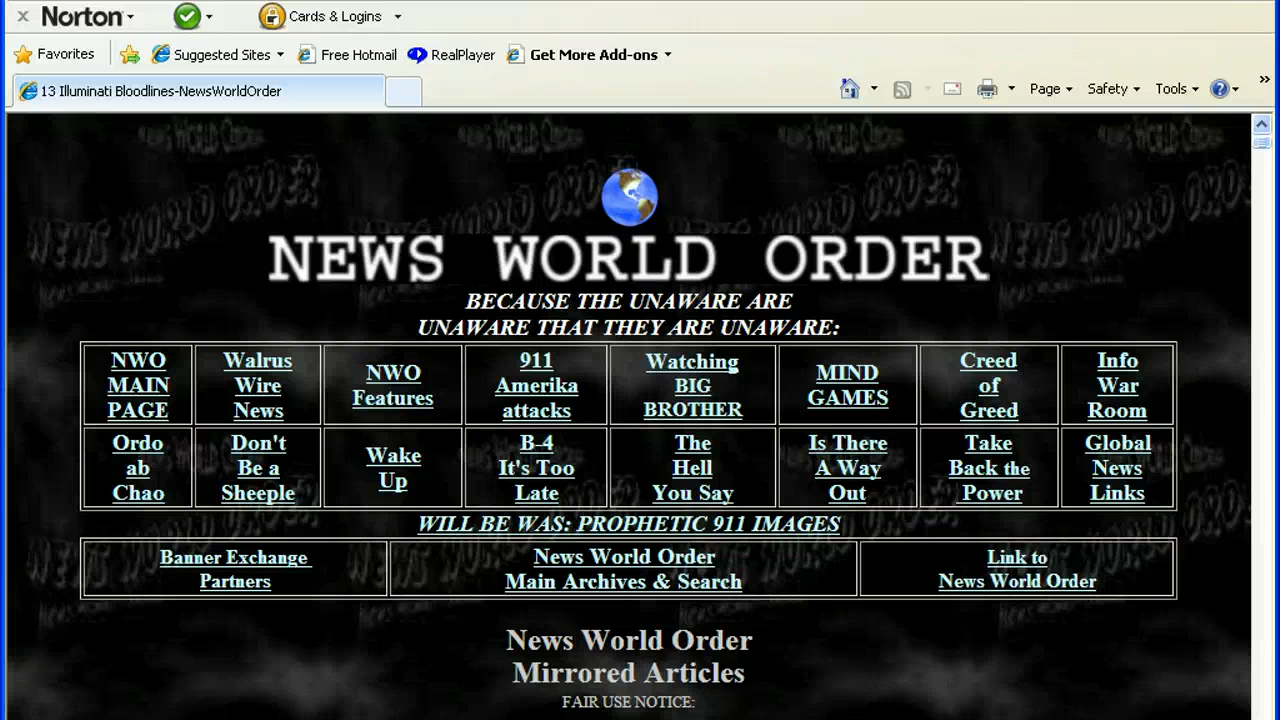 Norton
Cards & Logins
Favorites
Suggested Sites
Free Hotmail
RealPlayer
Get More Add-ons
13 Illuminati Bloodlines-NewsWorldOrder
Page
Safety
Tools
NEWS WORLD ORDER
BECAUSE THE UNAWARE ARE
UNAWARE THAT THEY ARE UNAWARE:
NWO
MAIN
PAGE
Walrus
Wire
News
NWO
Features
911
Amerika
attacks
Watching
BIG
BROTHER
MIND
GAMES
Creed
of
Greed
Info
War
Room
Ordo
ab
Chao
Don't
Be a
Sheeple
Wake
Up
B-4
It's Too
Late
The
Hell
You Say
Is There
A Way
Out
Take
Back the
Power
Global
News
Links
WILL BE WAS: PROPHETIC 911 IMAGES
Banner Exchange
Partners
News World Order
Main Archives & Search
Link to
News World Order
News World Order
Mirrored Articles
FAIR USE NOTICE: